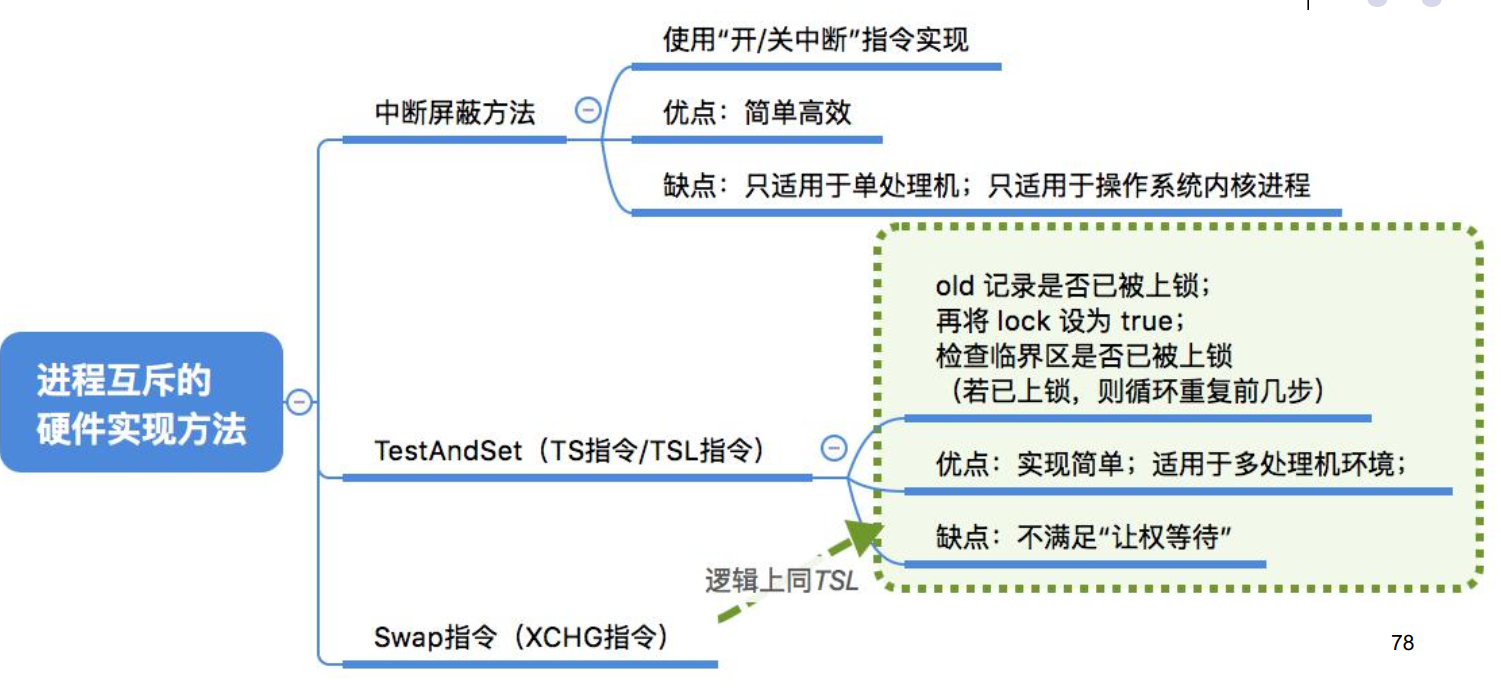 使用“开/关中断”指令实现
中断屏蔽方法
优点：简单高效
缺点：只适用于单处理机；只适用于操作系统内核进程
进程互斥的
硬件实现方法
TestAndSet（TS指令/TSL指令）
old 记录是否已被上锁；
再将 lock 设为 true；
检查临界区是否已被上锁
（若已上锁，则循环重复前几步）
优点：实现简单；适用于多处理机环境；
缺点：不满足“让权等待”
逻辑上同TSL
Swap指令（XCHG指令）
78